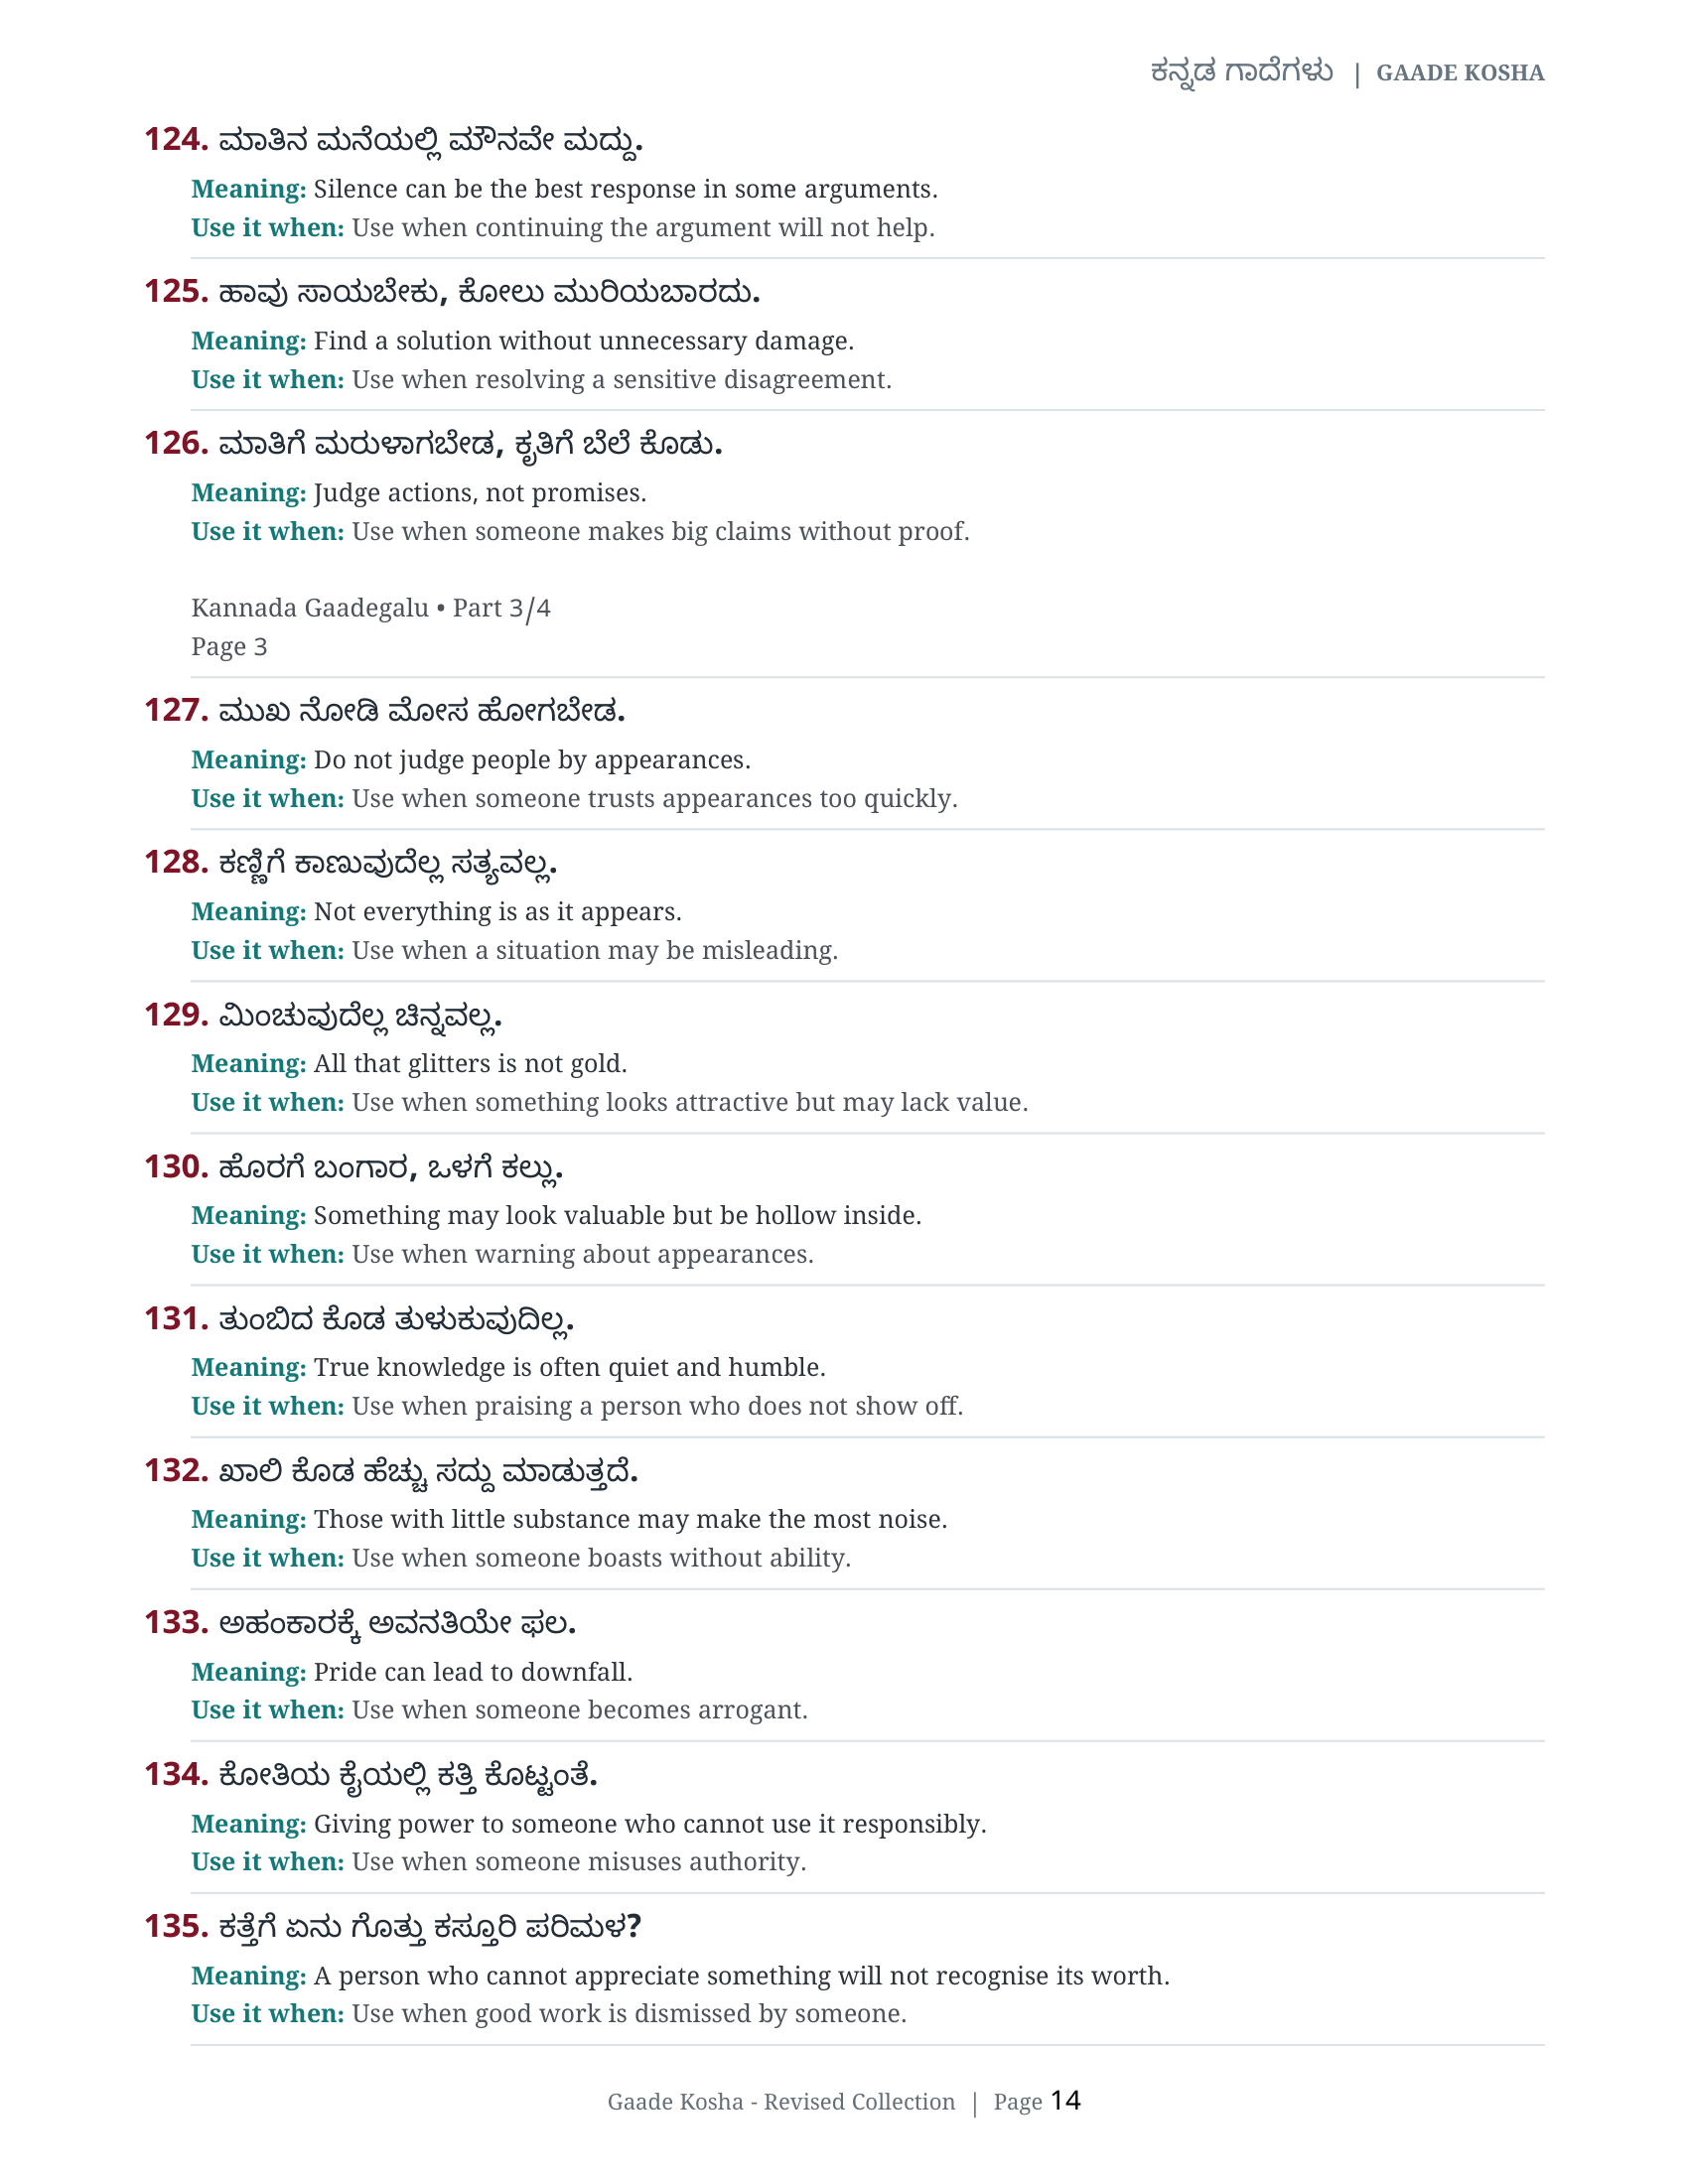 ಕನ್ನಡ ಗಾದೆಗಳು | GAADE KOSHA
124. ಮಾತಿನ ಮನೆಯಲ್ಲಿ ಮೌನವೇ ಮದ್ದು.
Meaning: Silence can be the best response in some arguments.
Use it when: Use when continuing the argument will not help.
125. ಹಾವು ಸಾಯಬೇಕು, ಕೋಲು ಮುರಿಯಬಾರದು.
Meaning: Find a solution without unnecessary damage.
Use it when: Use when resolving a sensitive disagreement.
126. ಮಾತಿಗೆ ಮರುಳಾಗಬೇಡ, ಕೃತಿಗೆ ಬೆಲೆ ಕೊಡು.
Meaning: Judge actions, not promises.
Use it when: Use when someone makes big claims without proof.
Kannada Gaadegalu • Part 3/4
Page 3
127. ಮುಖ ನೋಡಿ ಮೋಸ ಹೋಗಬೇಡ.
Meaning: Do not judge people by appearances.
Use it when: Use when someone trusts appearances too quickly.
128. ಕಣ್ಣಿಗೆ ಕಾಣುವುದೆಲ್ಲ ಸತ್ಯವಲ್ಲ.
Meaning: Not everything is as it appears.
Use it when: Use when a situation may be misleading.
129. ಮಿಂಚುವುದೆಲ್ಲ ಚಿನ್ನವಲ್ಲ.
Meaning: All that glitters is not gold.
Use it when: Use when something looks attractive but may lack value.
130. ಹೊರಗೆ ಬಂಗಾರ, ಒಳಗೆ ಕಲ್ಲು.
Meaning: Something may look valuable but be hollow inside.
Use it when: Use when warning about appearances.
131. ತುಂಬಿದ ಕೊಡ ತುಳುಕುವುದಿಲ್ಲ.
Meaning: True knowledge is often quiet and humble.
Use it when: Use when praising a person who does not show off.
132. ಖಾಲಿ ಕೊಡ ಹೆಚ್ಚು ಸದ್ದು ಮಾಡುತ್ತದೆ.
Meaning: Those with little substance may make the most noise.
Use it when: Use when someone boasts without ability.
133. ಅಹಂಕಾರಕ್ಕೆ ಅವನತಿಯೇ ಫಲ.
Meaning: Pride can lead to downfall.
Use it when: Use when someone becomes arrogant.
134. ಕೋತಿಯ ಕೈಯಲ್ಲಿ ಕತ್ತಿ ಕೊಟ್ಟಂತೆ.
Meaning: Giving power to someone who cannot use it responsibly.
Use it when: Use when someone misuses authority.
135. ಕತ್ತೆಗೆ ಏನು ಗೊತ್ತು ಕಸ್ತೂರಿ ಪರಿಮಳ?
Meaning: A person who cannot appreciate something will not recognise its worth.
Use it when: Use when good work is dismissed by someone.
Gaade Kosha - Revised Collection | Page 14